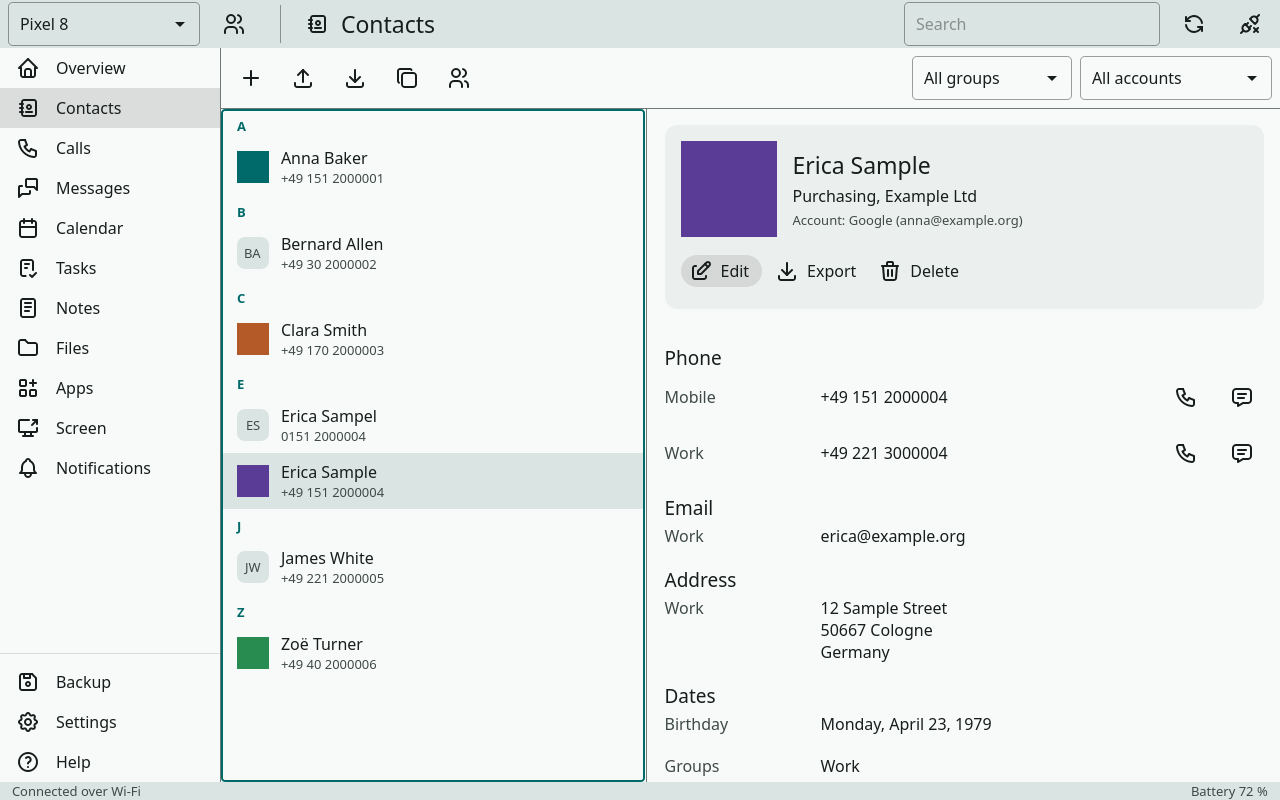 Pixel 8
Contacts
Search
Overview
Contacts
Calls
Messages
Calendar
Tasks
Notes
Files
Apps
Screen
Notifications
Backup
Settings
Help
All groups
All accounts
A
Anna Baker
+49 151 2000001
B
BA
Bernard Allen
+49 30 2000002
C
Clara Smith
+49 170 2000003
E
ES
Erica Sampel
0151 2000004
Erica Sample
+49 151 2000004
J
JW
James White
+49 221 2000005
Z
Zoë Turner
+49 40 2000006
Erica Sample
Purchasing, Example Ltd
Account: Google (anna@example.org)
Edit
Export
Delete
Phone
Mobile +49 151 2000004
Work +49 221 3000004
Email
Work erica@example.org
Address
Work 12 Sample Street
50667 Cologne
Germany
Dates
Birthday Monday, April 23, 1979
Groups Work
Connected over Wi-Fi
Battery 72 %